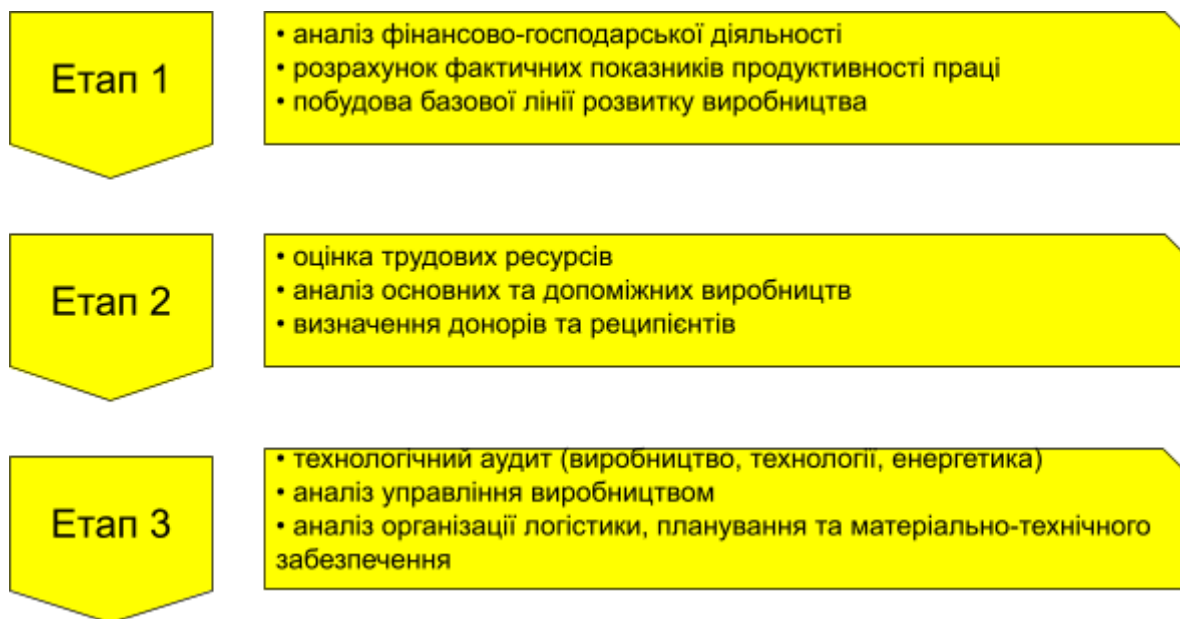 Етап 1
• аналіз фінансово-господарської діяльності
• розрахунок фактичних показників продуктивності праці
• побудова базової лінії розвитку виробництва
Етап 2
• оцінка трудових ресурсів
• аналіз основних та допоміжних виробництв
• визначення донорів та реципієнтів
Етап 3
• технологічний аудит (виробництво, технології, енергетика)
• аналіз управління виробництвом
• аналіз організації логістики, планування та матеріально-технічного
забезпечення